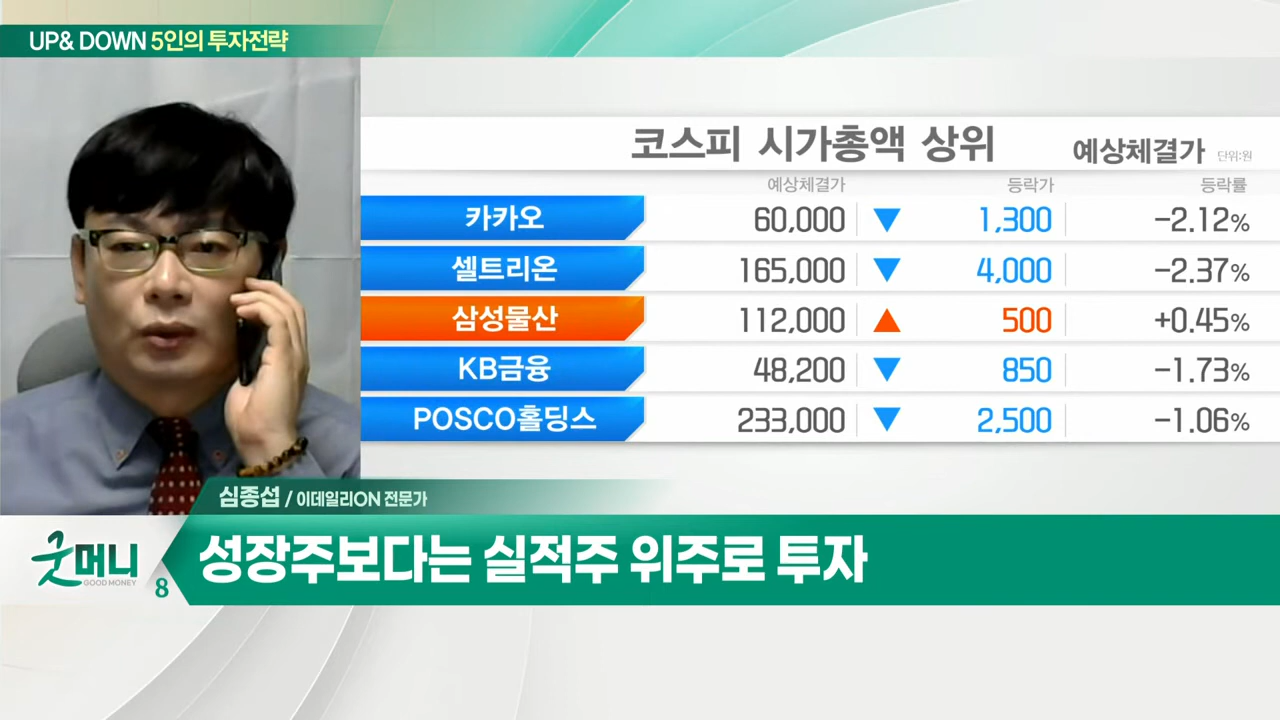 UP& DOWN 5인의 투자전략
코스피 시가총액 상위 예상체결가 단위:원
예상체결가 등락가 등락률
카카오 60,000 ▼ 1,300 -2.12%
셀트리온 165,000 ▼ 4,000 -2.37%
삼성물산 112,000 ▲ 500 +0.45%
KB금융 48,200 ▼ 850 -1.73%
POSCO홀딩스 233,000 ▼ 2,500 -1.06%
심종섭 / 이데일리ON 전문가
굿머니
GOOD MONEY
8
성장주보다는 실적주 위주로 투자